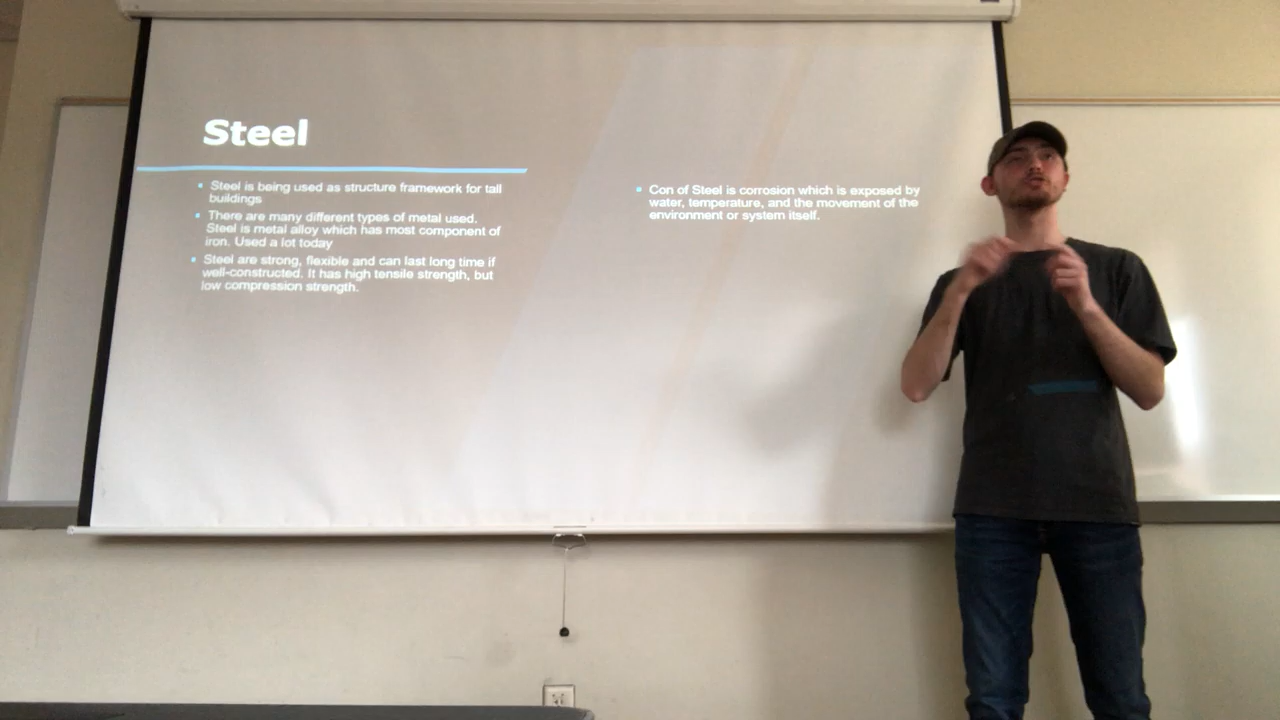 Steel
Steel is being used as structure framework for tall
buildings
There are many different types of metal used.
Steel is metal alloy which has most component of
iron. Used a lot today
Steel are strong, flexible and can last long time if
well-constructed. It has high tensile strength, but
low compression strength.
Con of Steel is corrosion which is exposed by
water, temperature, and the movement of the
environment or system itself.